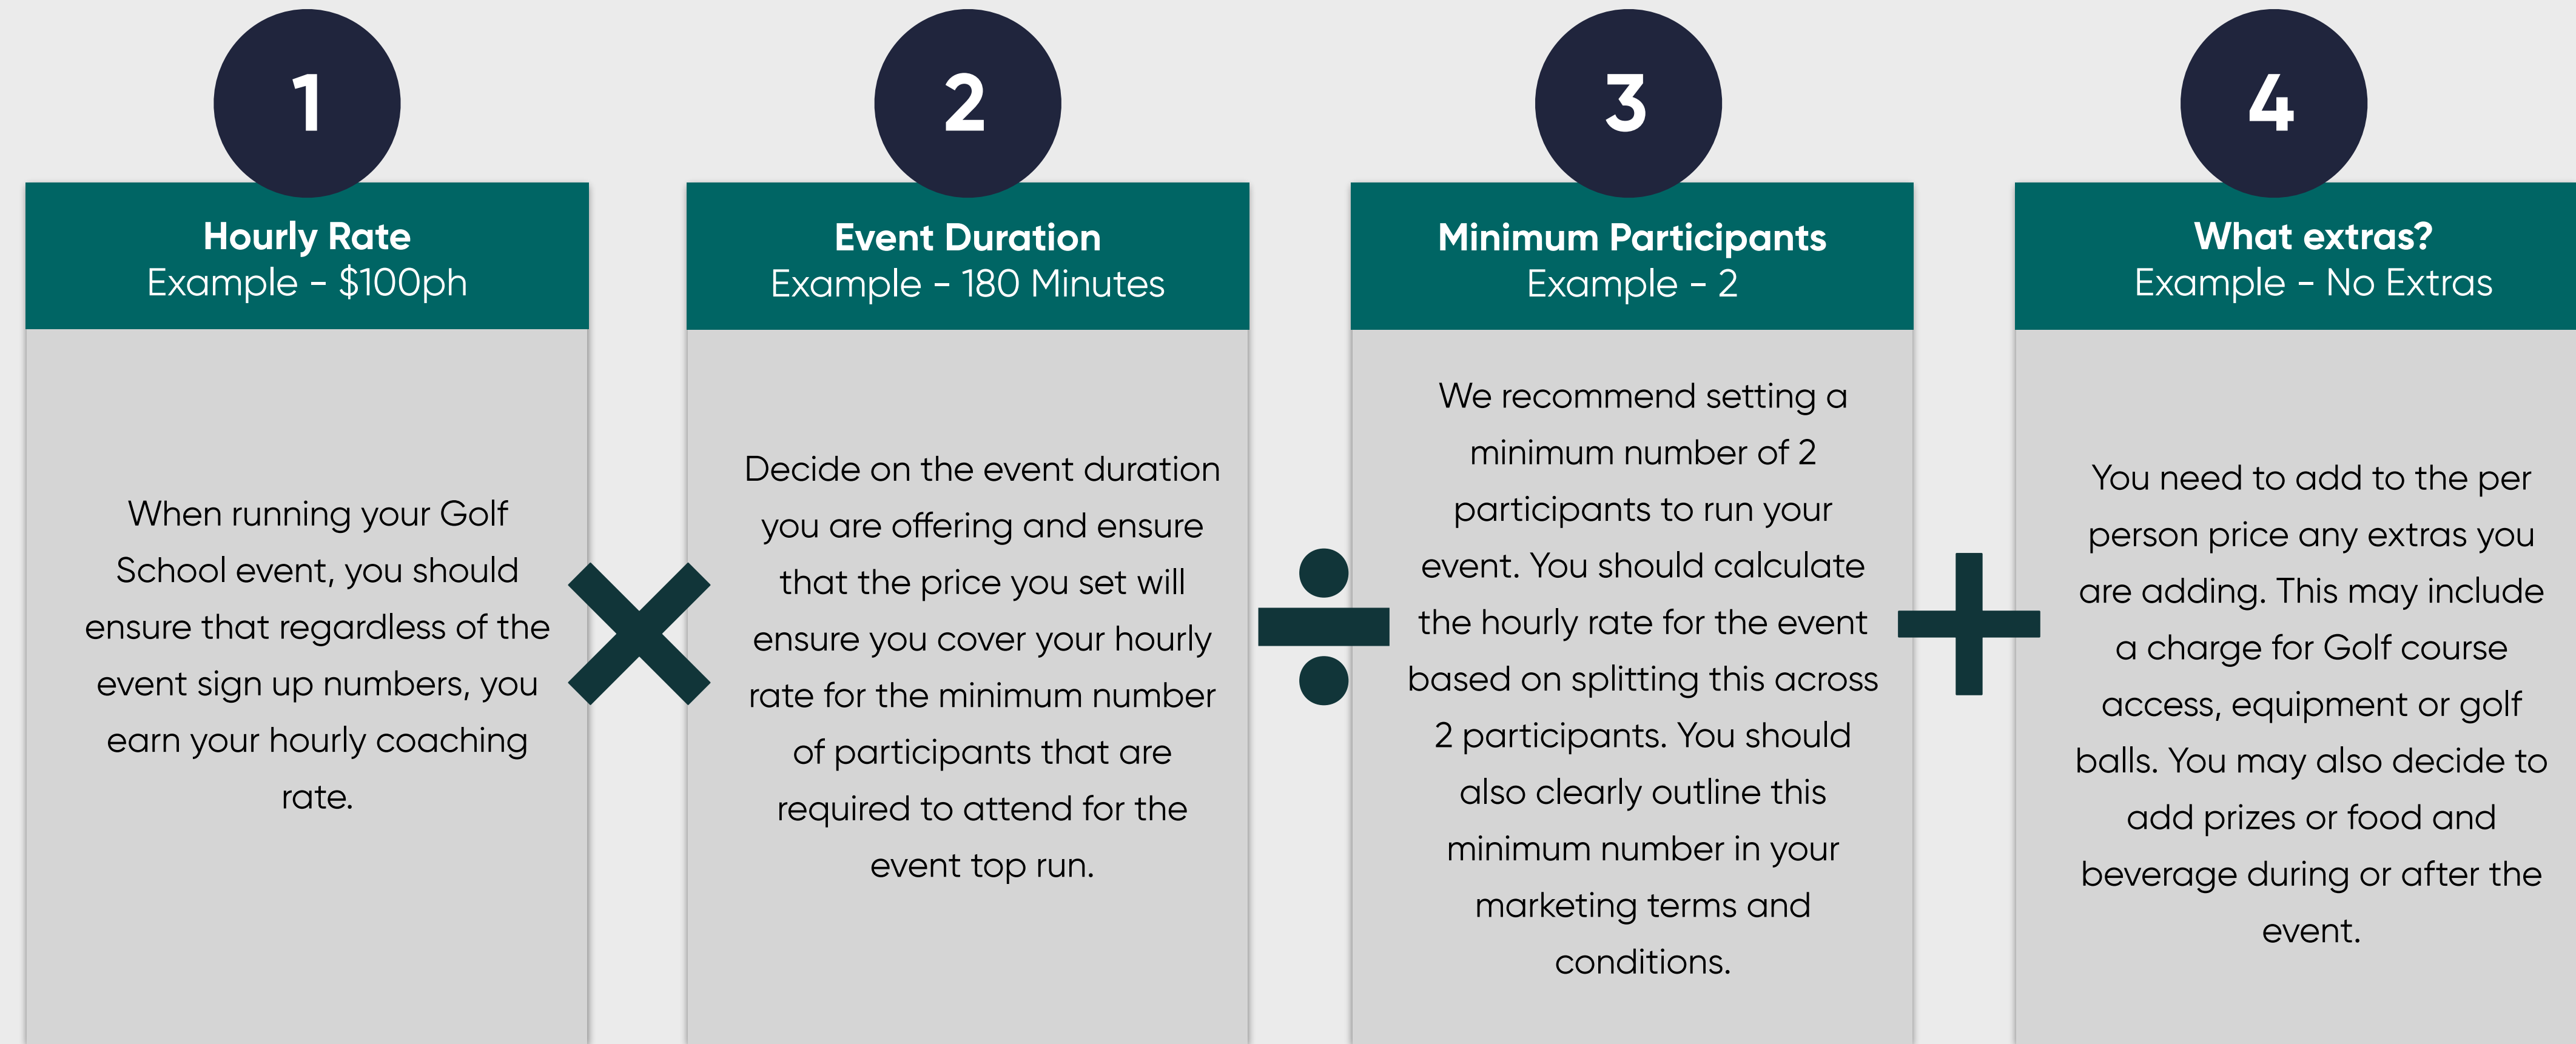 1
Hourly Rate
Example - $100ph
When running your Golf
School event, you should
ensure that regardless of the
event sign up numbers, you
earn your hourly coaching
rate.
×
2
Event Duration
Example - 180 Minutes
Decide on the event duration
you are offering and ensure
that the price you set will
ensure you cover your hourly
rate for the minimum number
of participants that are
required to attend for the
event top run.
÷
3
Minimum Participants
Example - 2
We recommend setting a
minimum number of 2
participants to run your
event. You should calculate
the hourly rate for the event
based on splitting this across
2 participants. You should
also clearly outline this
minimum number in your
marketing terms and
conditions.
+
4
What extras?
Example - No Extras
You need to add to the per
person price any extras you
are adding. This may include
a charge for Golf course
access, equipment or golf
balls. You may also decide to
add prizes or food and
beverage during or after the
event.